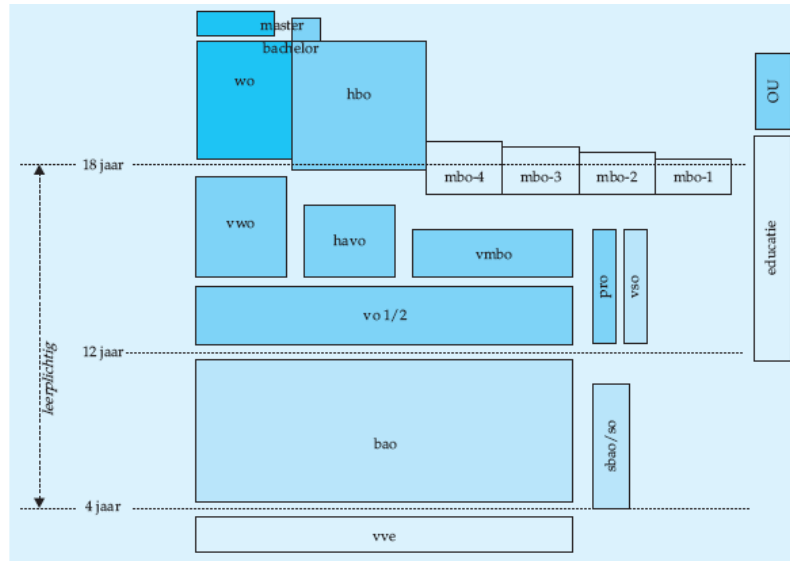 master
bachelor
wo
hbo
OU
18 jaar
mbo-4
mbo-3
mbo-2
mbo-1
vwo
havo
vmbo
pro
vso
educatie
vo 1/2
12 jaar
leerplichtig
bao
sbao/so
4 jaar
vve